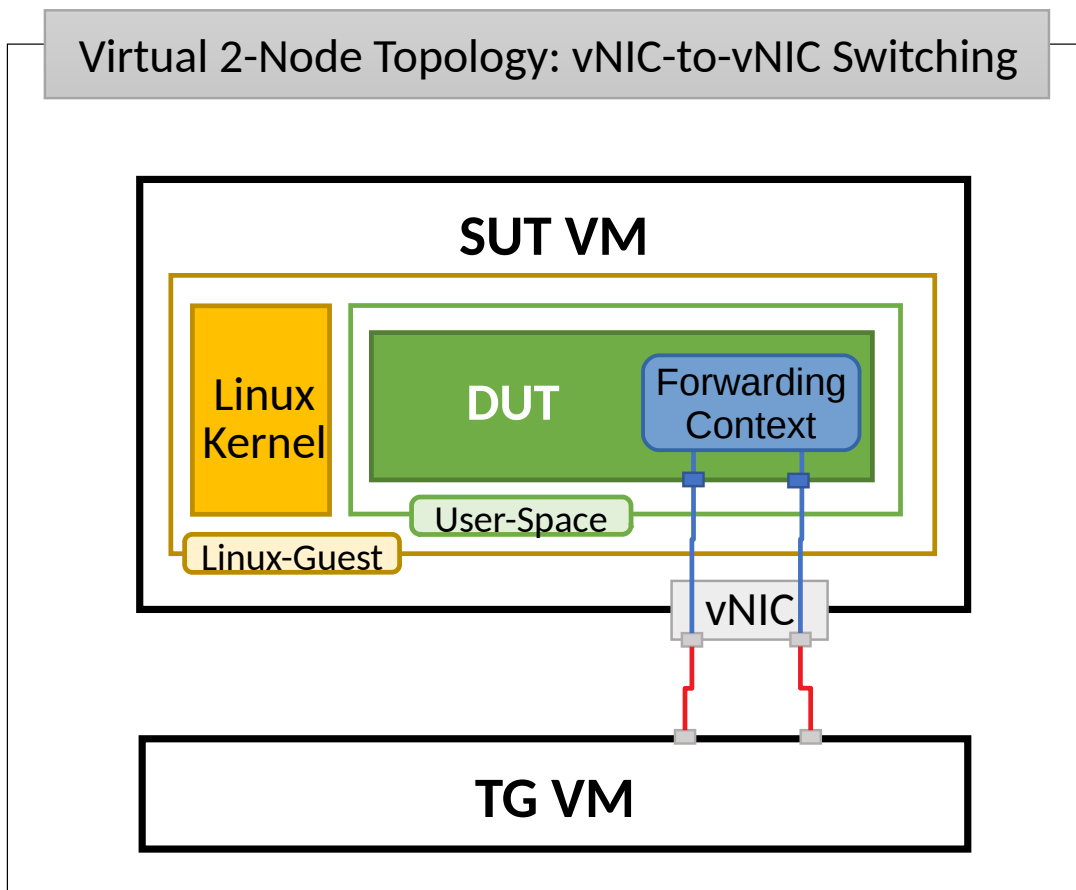 Virtual 2-Node Topology: vNIC-to-vNIC Switching
SUT VM
Linux
Kernel
DUT
Forwarding
Context
User-Space
Linux-Guest
vNIC
TG VM